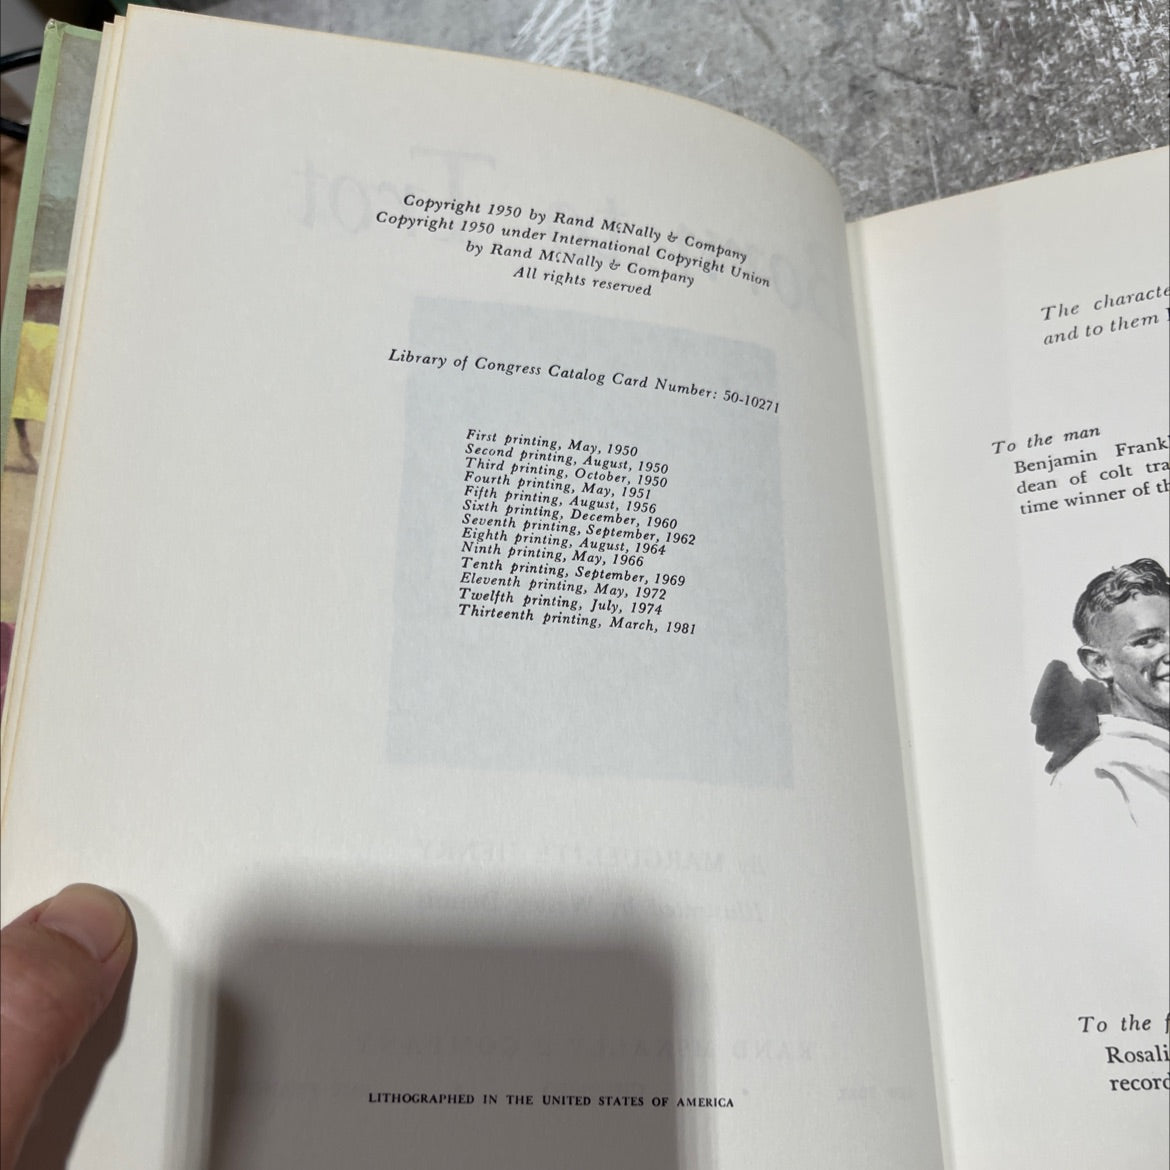 Copyright 1950 by Rand McNally & Company
Copyright 1950 under International Copyright Union
by Rand McNally & Company
All rights reserved
Library of Congress Catalog Card Number: 50-10271
First printing, May, 1950
Second printing, August, 1950
Third printing, October, 1950
Fourth printing, May, 1951
Fifth printing, August, 1956
Sixth printing, December, 1960
Seventh printing, September, 1962
Eighth printing, August, 1964
Ninth printing, May, 1966
Tenth printing, September, 1969
Eleventh printing, May, 1972
Twelfth printing, July, 1974
Thirteenth printing, March, 1981
LITHOGRAPHED IN THE UNITED STATES OF AMERICA
The characte
and to them
To the man
Benjamin Frankl
dean of colt tra
time winner of th
To the f
Rosali
record